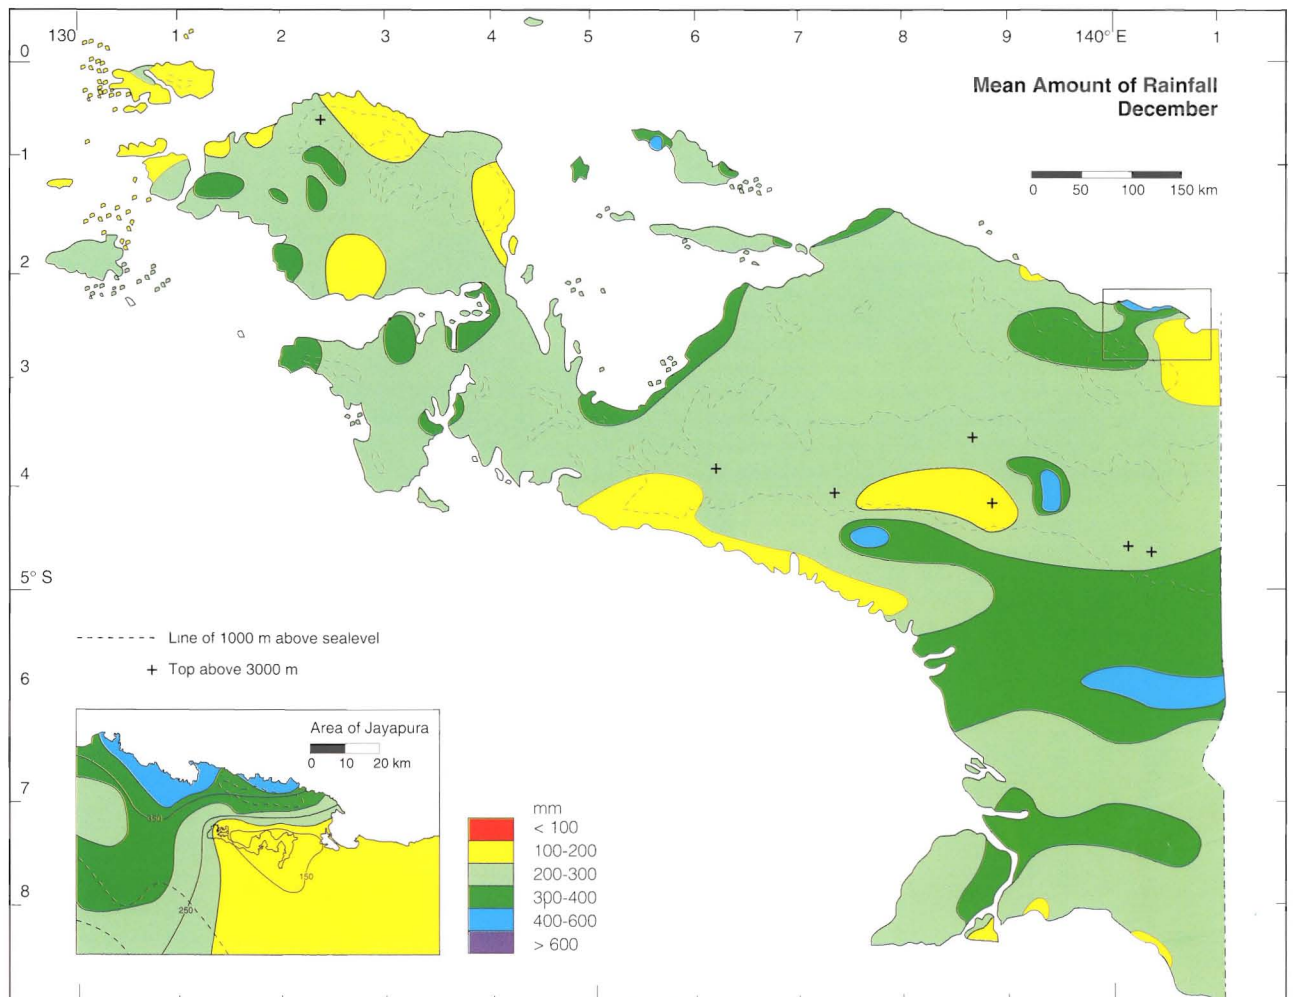 130 1 2 3 4 5 6 7 8 9 140° E 1
0
Mean Amount of Rainfall
December
1
0 50 100 150 km
2
3
4
5° S
Line of 1000 m above sealevel
+ Top above 3000 m
6
Area of Jayapura
0 10 20 km
7
350
150
250
8
mm
< 100
100-200
200-300
300-400
400-600
> 600